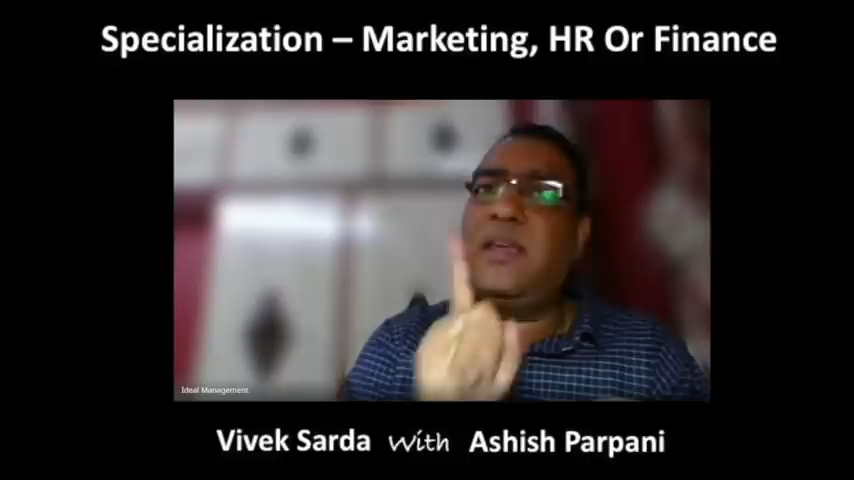 Specialization – Marketing, HR Or Finance
Ideal Management
Vivek Sarda With Ashish Parpani